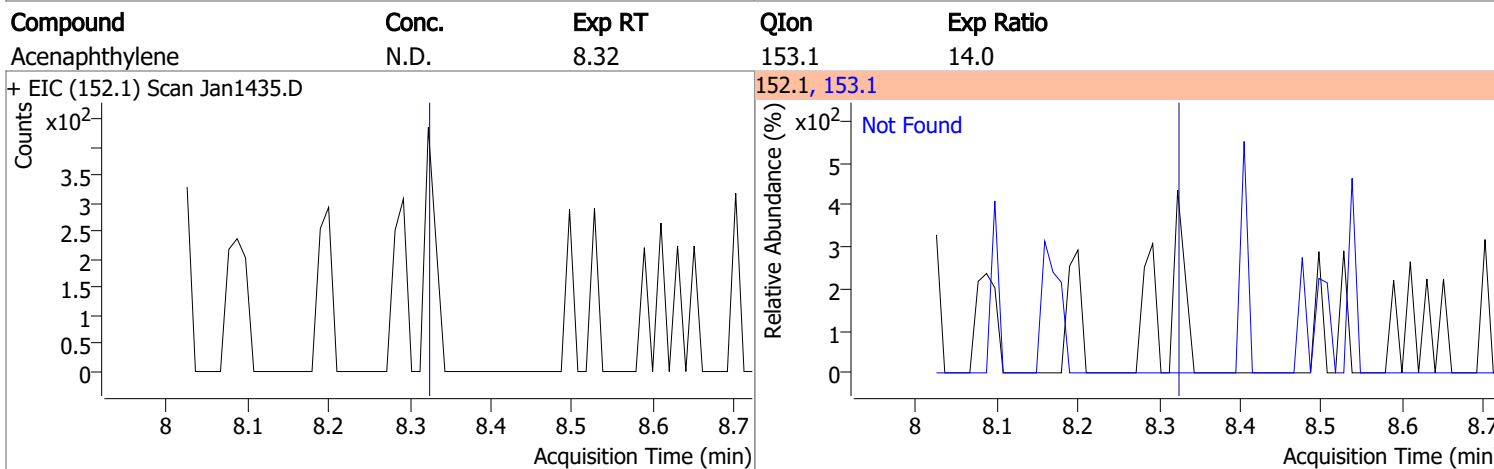 Compound Conc. Exp RT QIon Exp Ratio
Acenaphthylene N.D. 8.32 153.1 14.0
+ EIC (152.1) Scan Jan1435.D
Counts
x10²
3.5
3
2.5
2
1.5
1
0.5
0
8 8.1 8.2 8.3 8.4 8.5 8.6 8.7
Acquisition Time (min)
152.1, 153.1
Relative Abundance (%)
x10²
Not Found
5
4
3
2
1
0
8 8.1 8.2 8.3 8.4 8.5 8.6 8.7
Acquisition Time (min